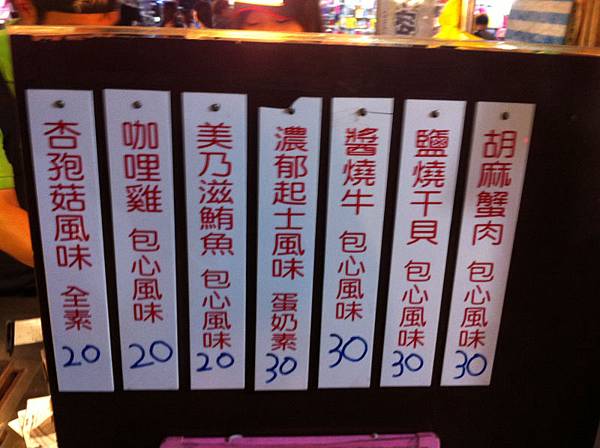 胡麻蟹肉 包心風味 30
鹽燒干貝 包心風味 30
醬燒牛 包心風味 30
濃郁起士風味 蛋奶素 30
美乃滋鮪魚 包心風味 20
咖哩雞 包心風味 20
杏孢菇風味 全素 20